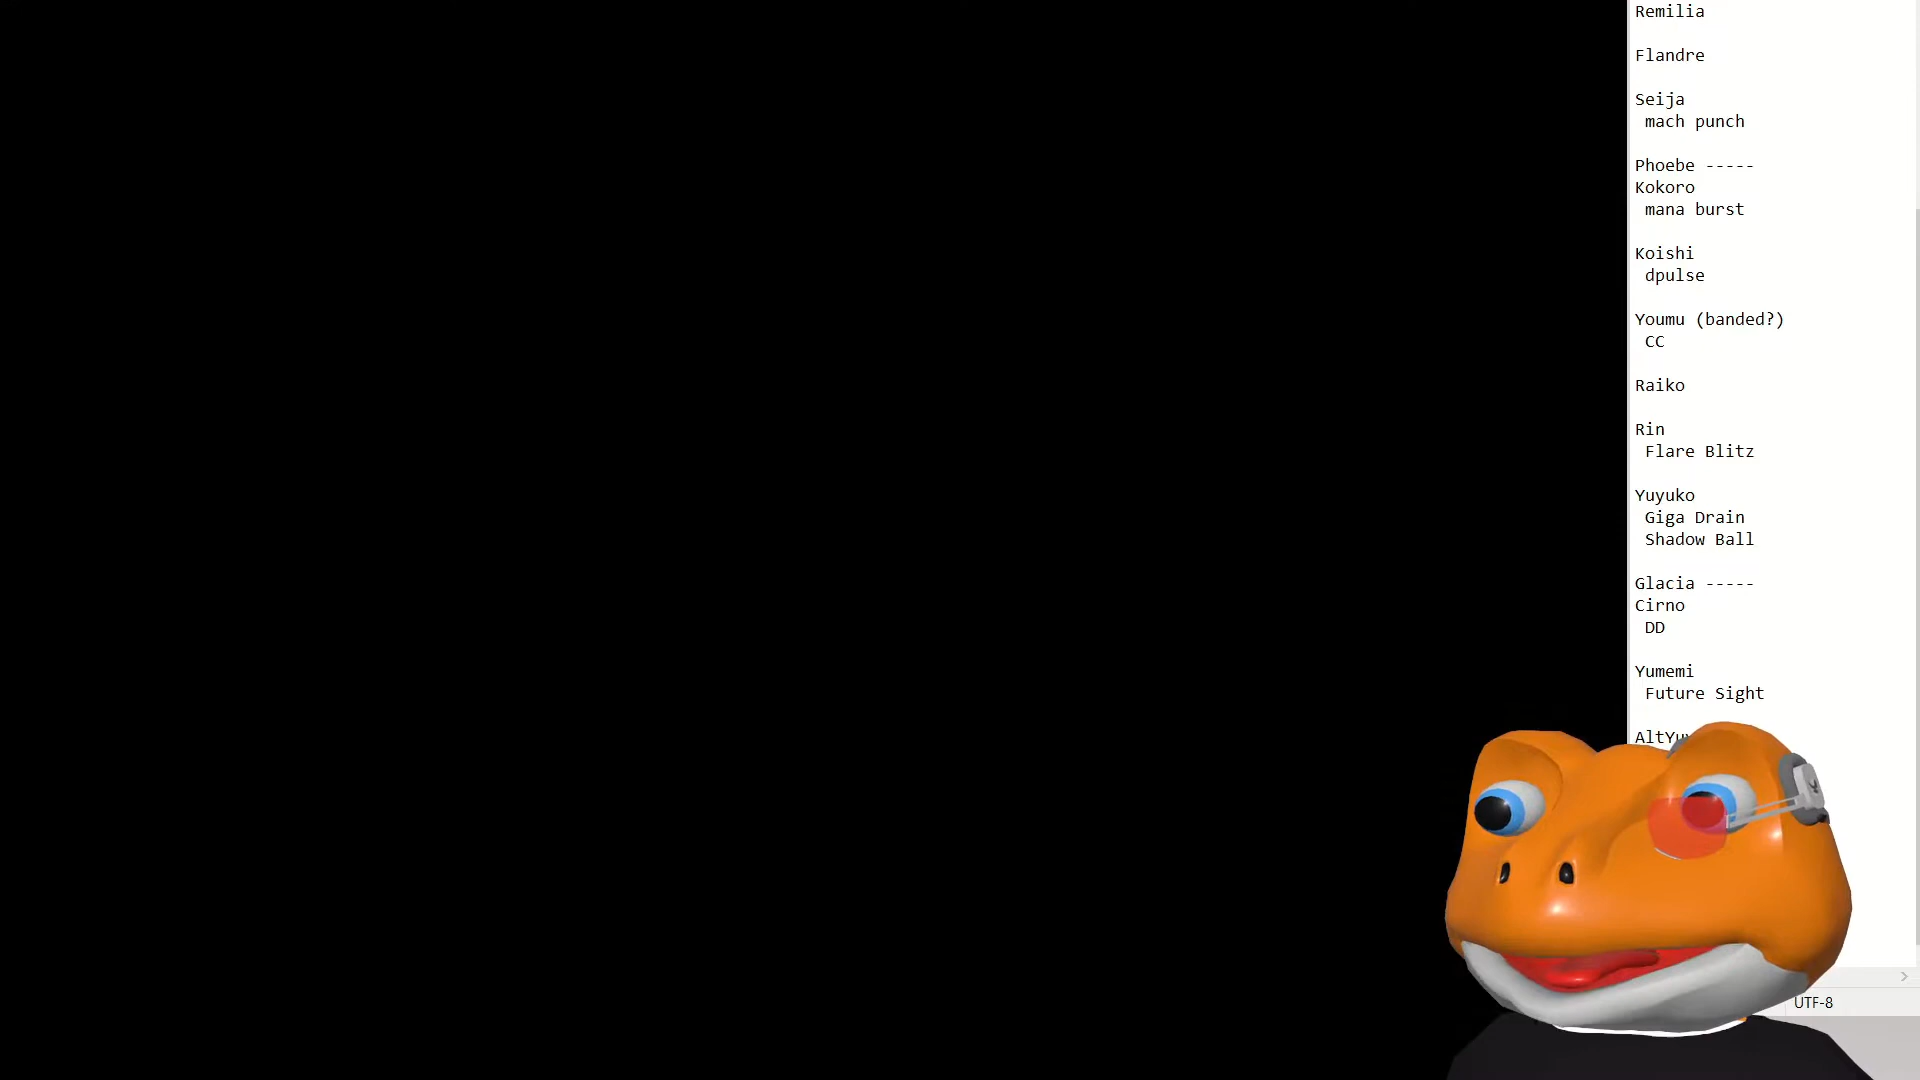 Remilia
Flandre
Seija
mach punch
Phoebe -----
Kokoro
mana burst
Koishi
dpulse
Youmu (banded?)
CC
Raiko
Rin
Flare Blitz
Yuyuko
Giga Drain
Shadow Ball
Glacia -----
Cirno
DD
Yumemi
Future Sight
UTF-8